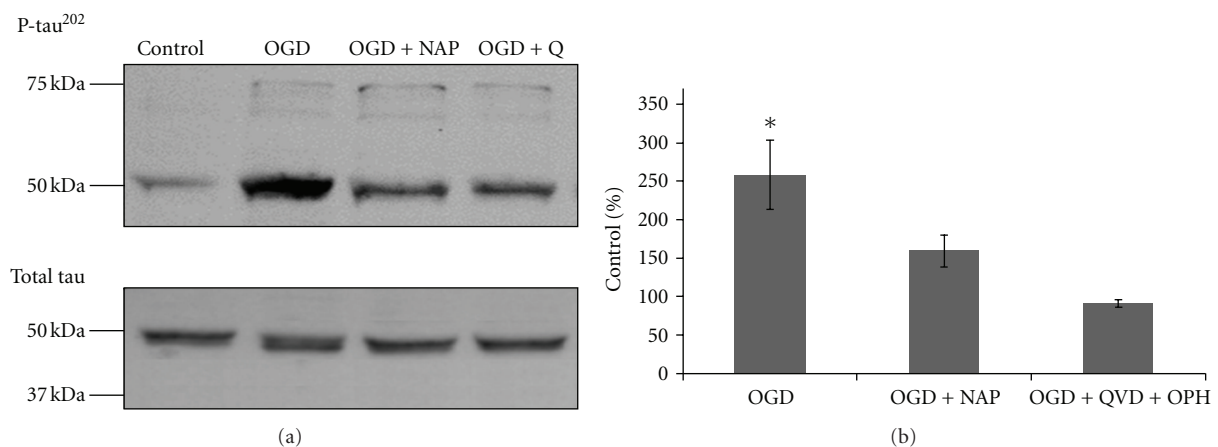 P-tau²⁰²
Control OGD OGD + NAP OGD + Q
75 kDa
50 kDa
Total tau
50 kDa
37 kDa
(a)
Control (%)
350
300
250
200
150
100
50
0
*
OGD OGD + NAP OGD + QVD + OPH
(b)